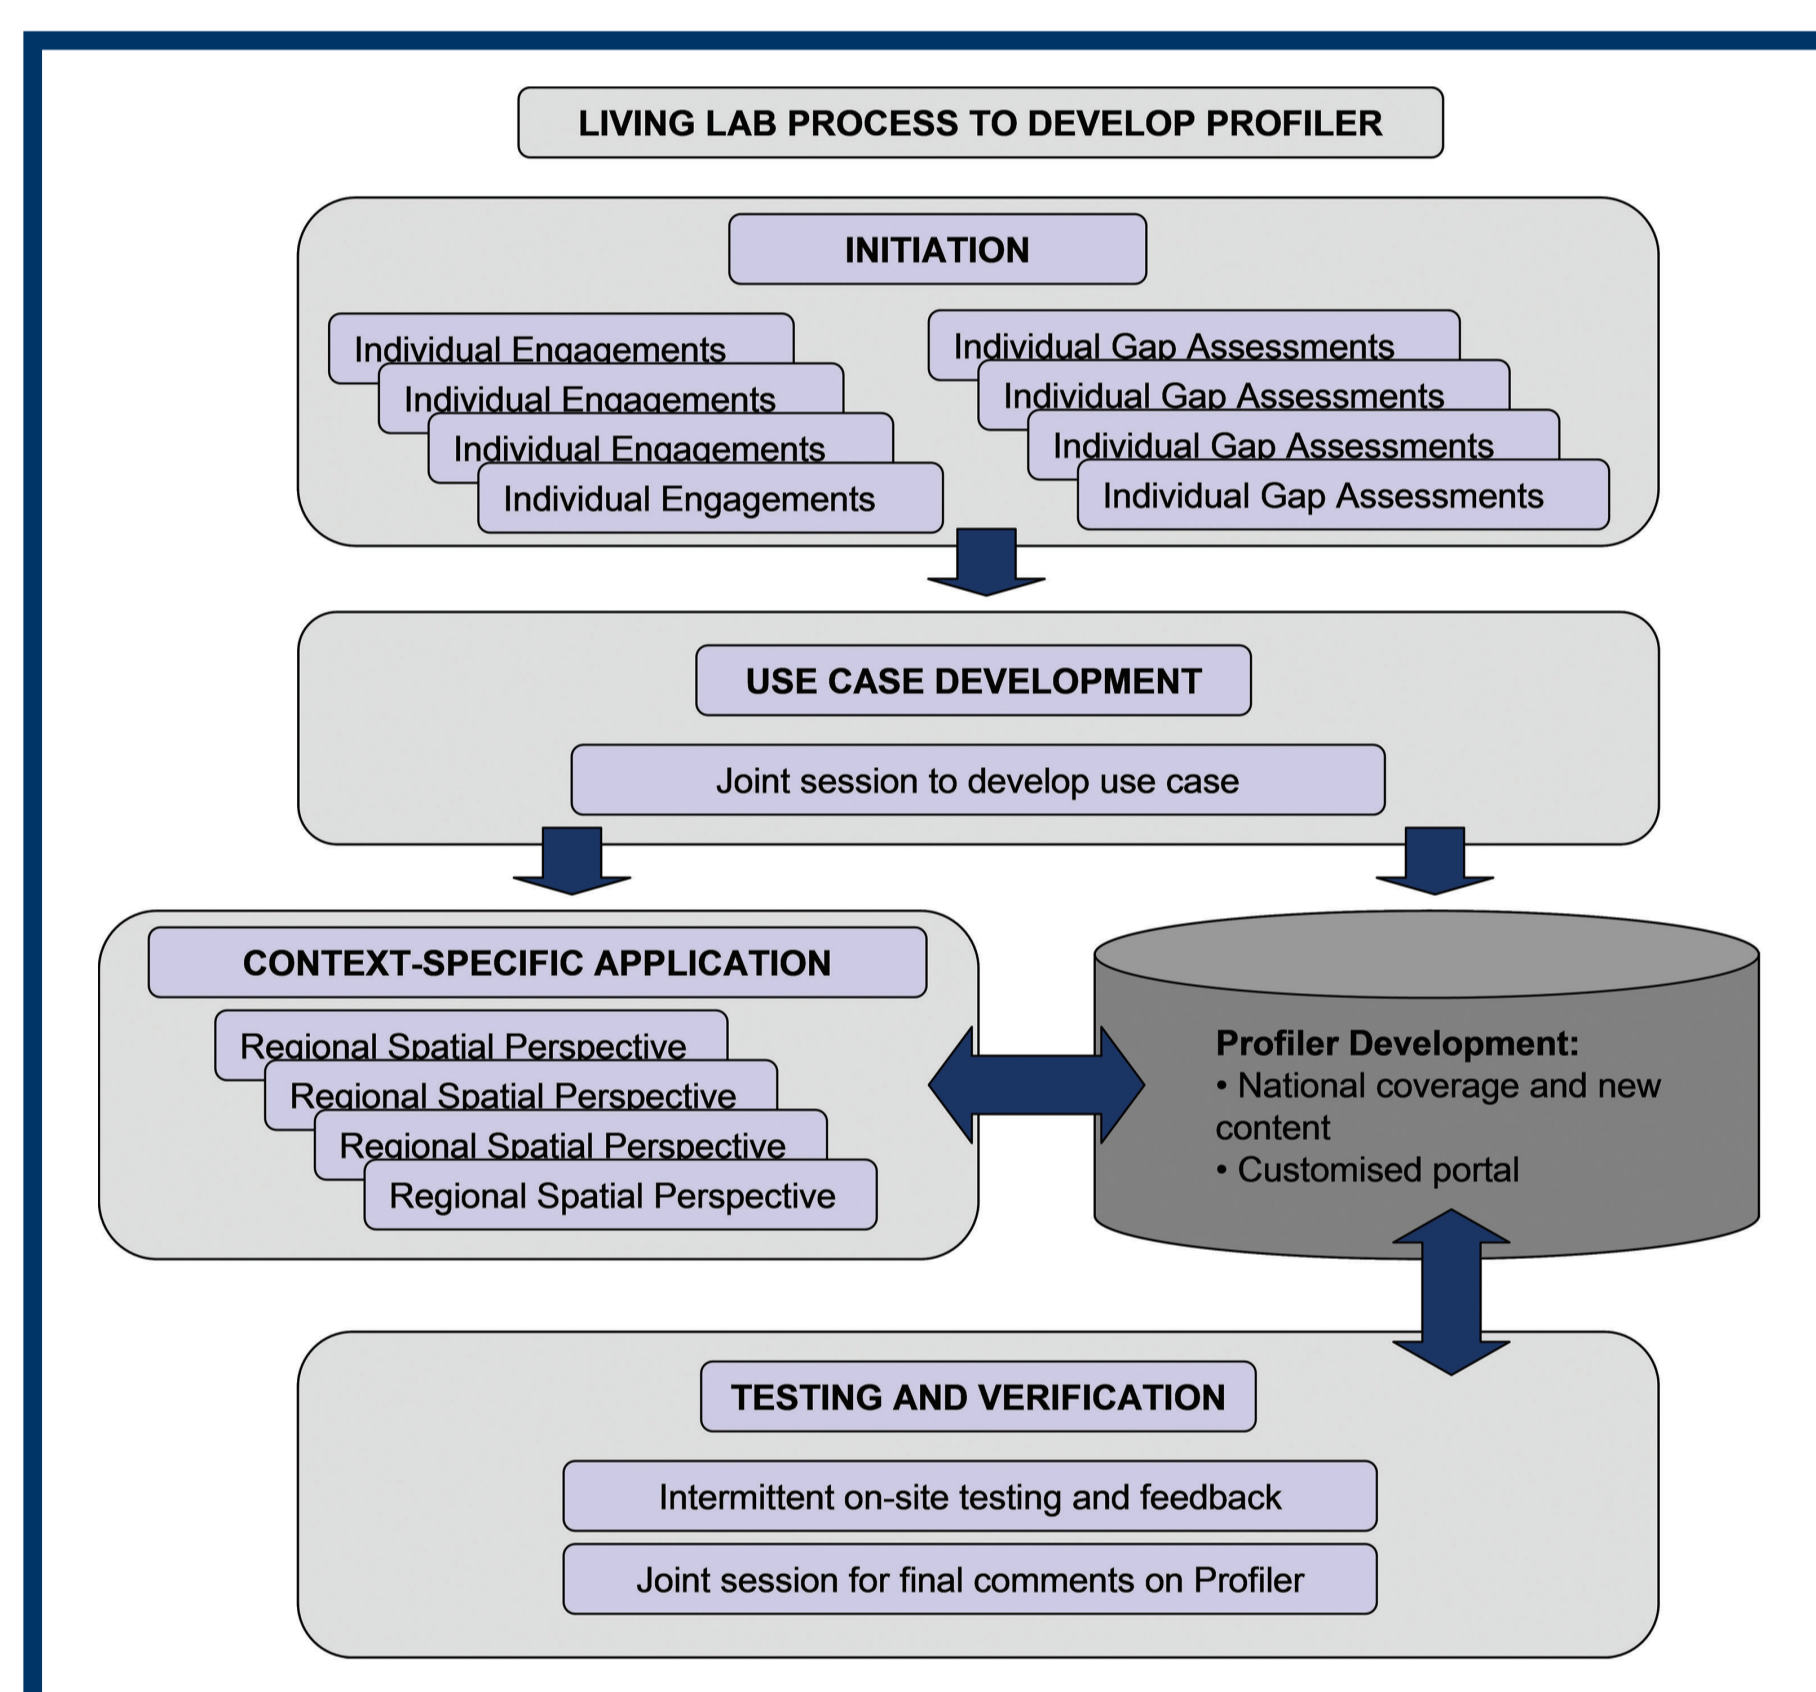 LIVING LAB PROCESS TO DEVELOP PROFILER
INITIATION
Individual Engagements
Individual Engagements
Individual Engagements
Individual Engagements
Individual Gap Assessments
Individual Gap Assessments
Individual Gap Assessments
Individual Gap Assessments
USE CASE DEVELOPMENT
Joint session to develop use case
CONTEXT-SPECIFIC APPLICATION
Regional Spatial Perspective
Regional Spatial Perspective
Regional Spatial Perspective
Regional Spatial Perspective
Profiler Development:
• National coverage and new
content
• Customised portal
TESTING AND VERIFICATION
Intermittent on-site testing and feedback
Joint session for final comments on Profiler